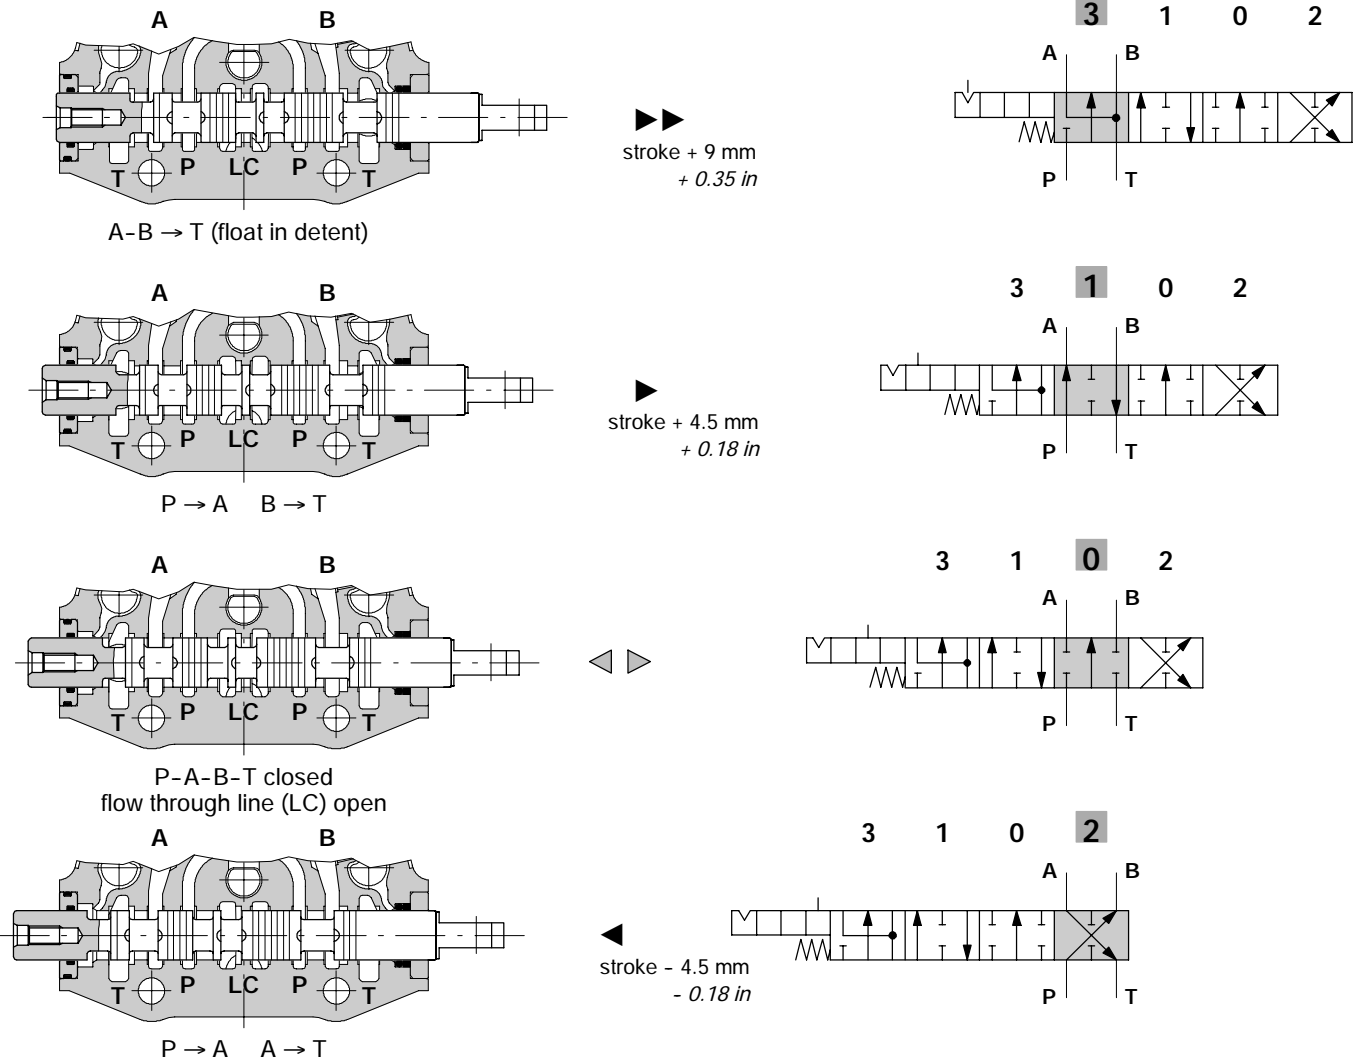 A B
3 1 0 2
A B
stroke + 9 mm
+ 0.35 in
T P LC P T
P T
A-B → T (float in detent)
A B
3 1 0 2
A B
stroke + 4.5 mm
+ 0.18 in
T P LC P T
P T
P → A B → T
A B
3 1 0 2
A B
T P LC P T
P T
P-A-B-T closed
flow through line (LC) open
A B
3 1 0 2
A B
stroke - 4.5 mm
- 0.18 in
T P LC P T
P T
P → A A → T